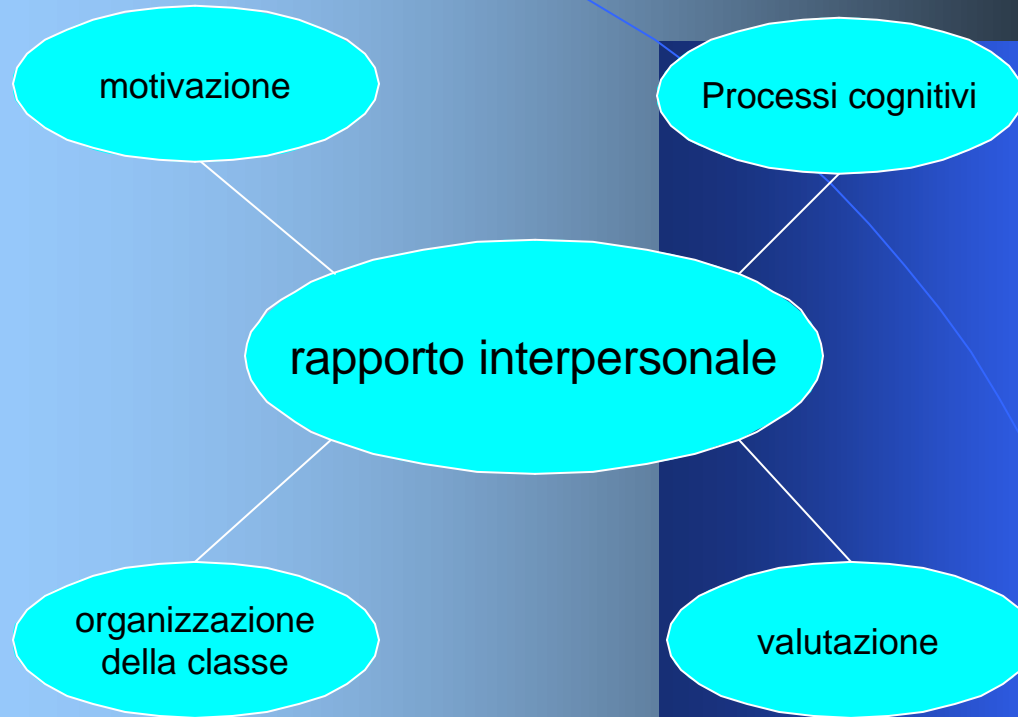 motivazione
Processi cognitivi
rapporto interpersonale
organizzazione
della classe
valutazione